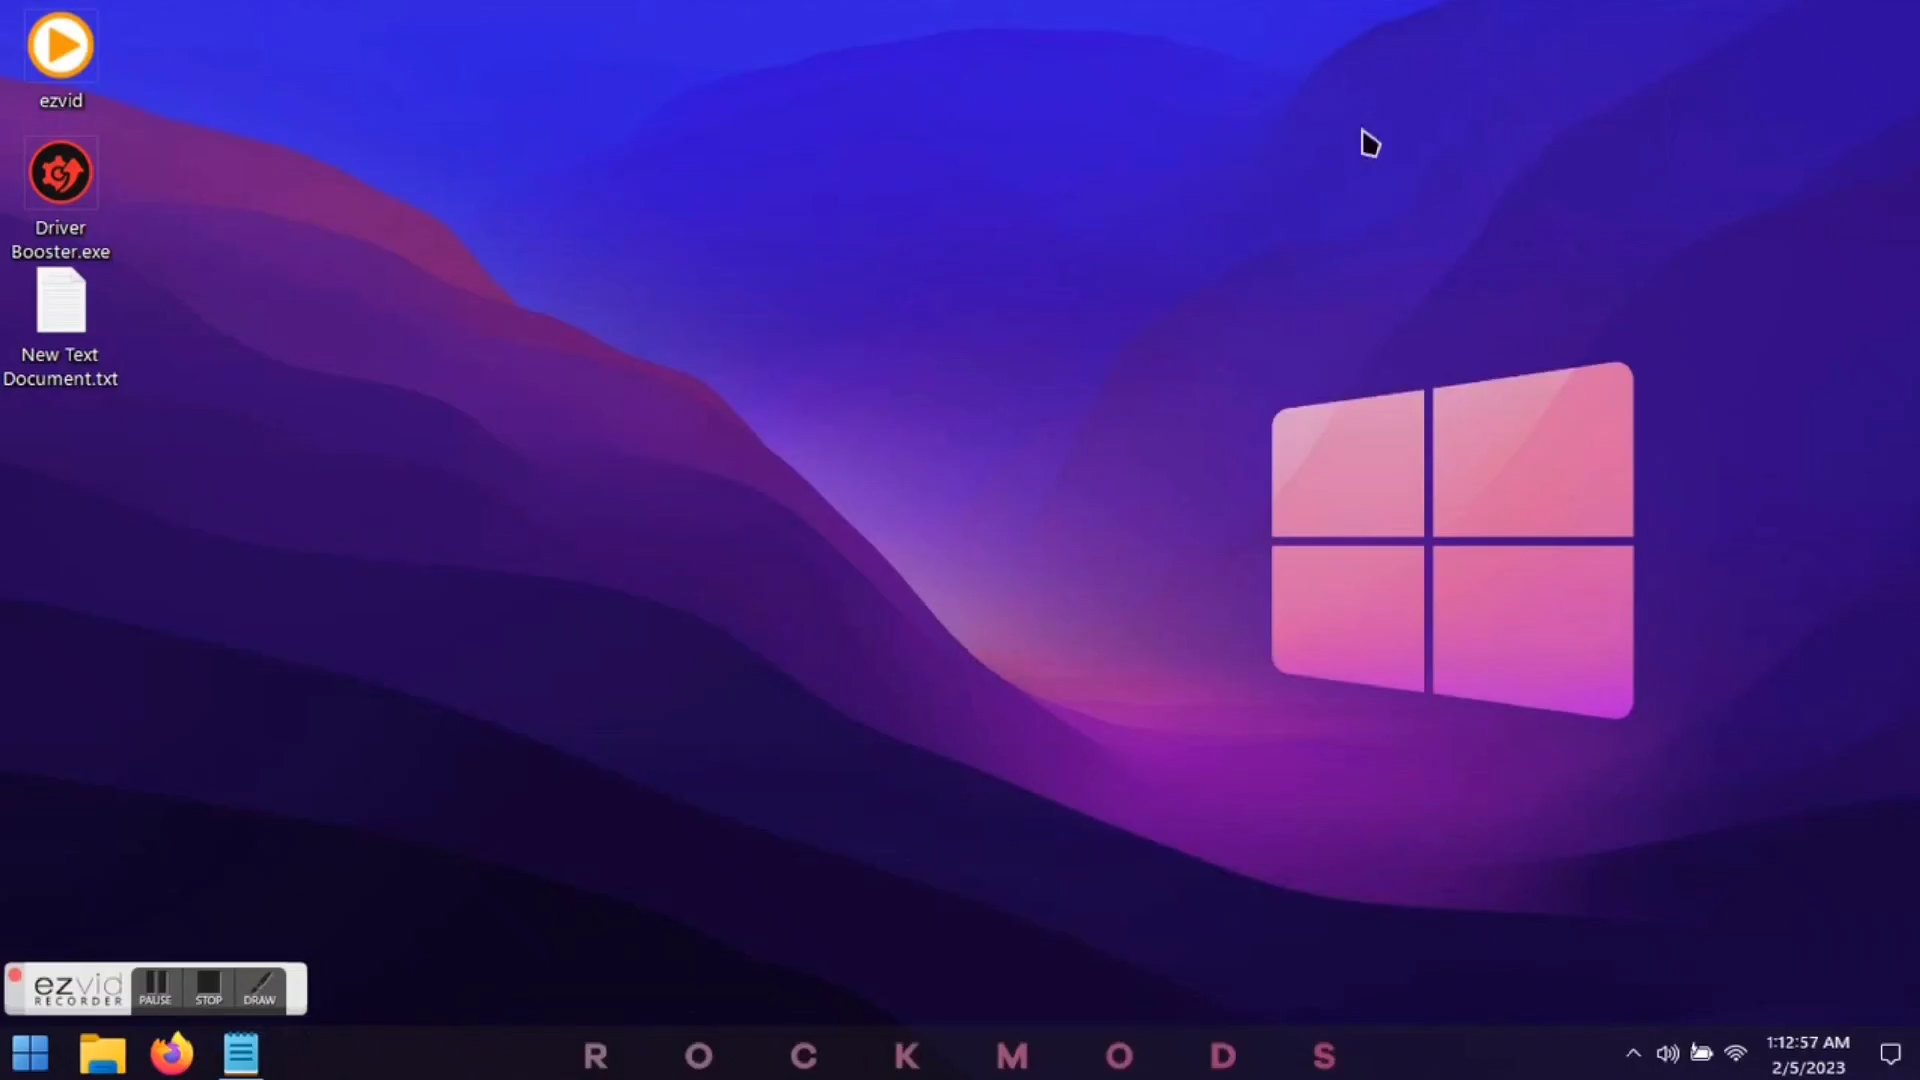 ezvid
Driver
Booster.exe
New Text
Document.txt
ezvid
RECORDER
PAUSE
STOP
DRAW
R O C K M O D S
1:12:57 AM
2/5/2023